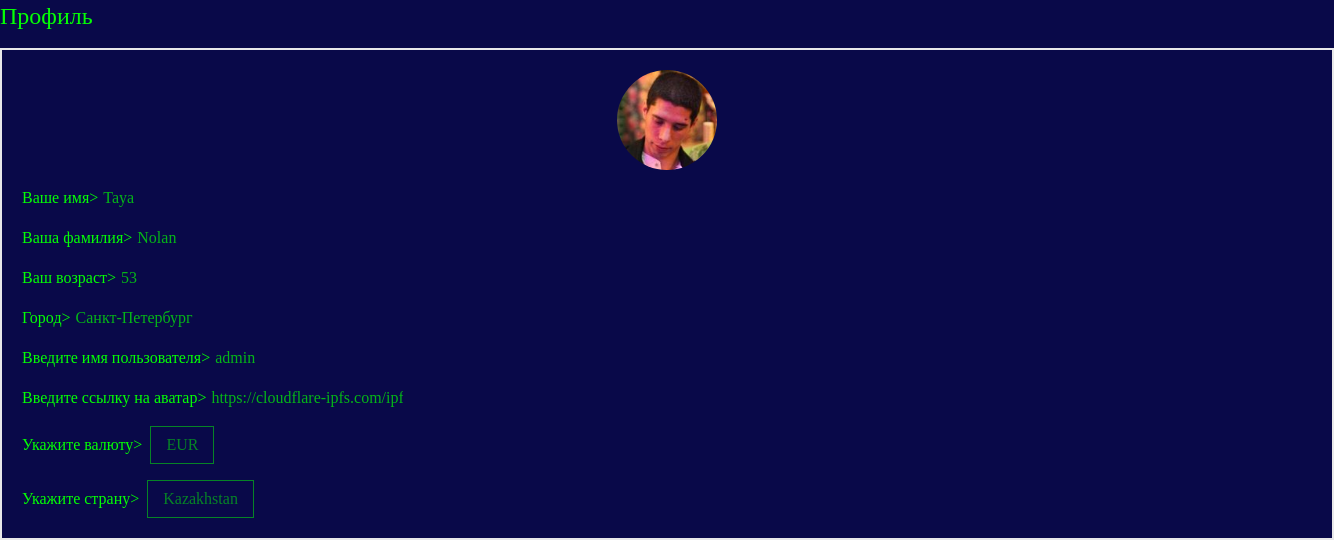 Профиль
Ваше имя> Taya
Ваша фамилия> Nolan
Ваш возраст> 53
Город> Санкт-Петербург
Введите имя пользователя> admin
Введите ссылку на аватар> https://cloudflare-ipfs.com/ipf
Укажите валюту> EUR
Укажите страну> Kazakhstan